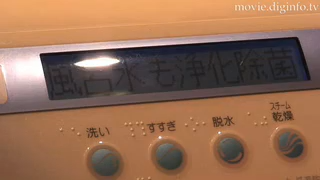 movie.diginfo.tv
風呂水も浄化除菌
洗い
すすぎ
脱水
スチーム
乾燥